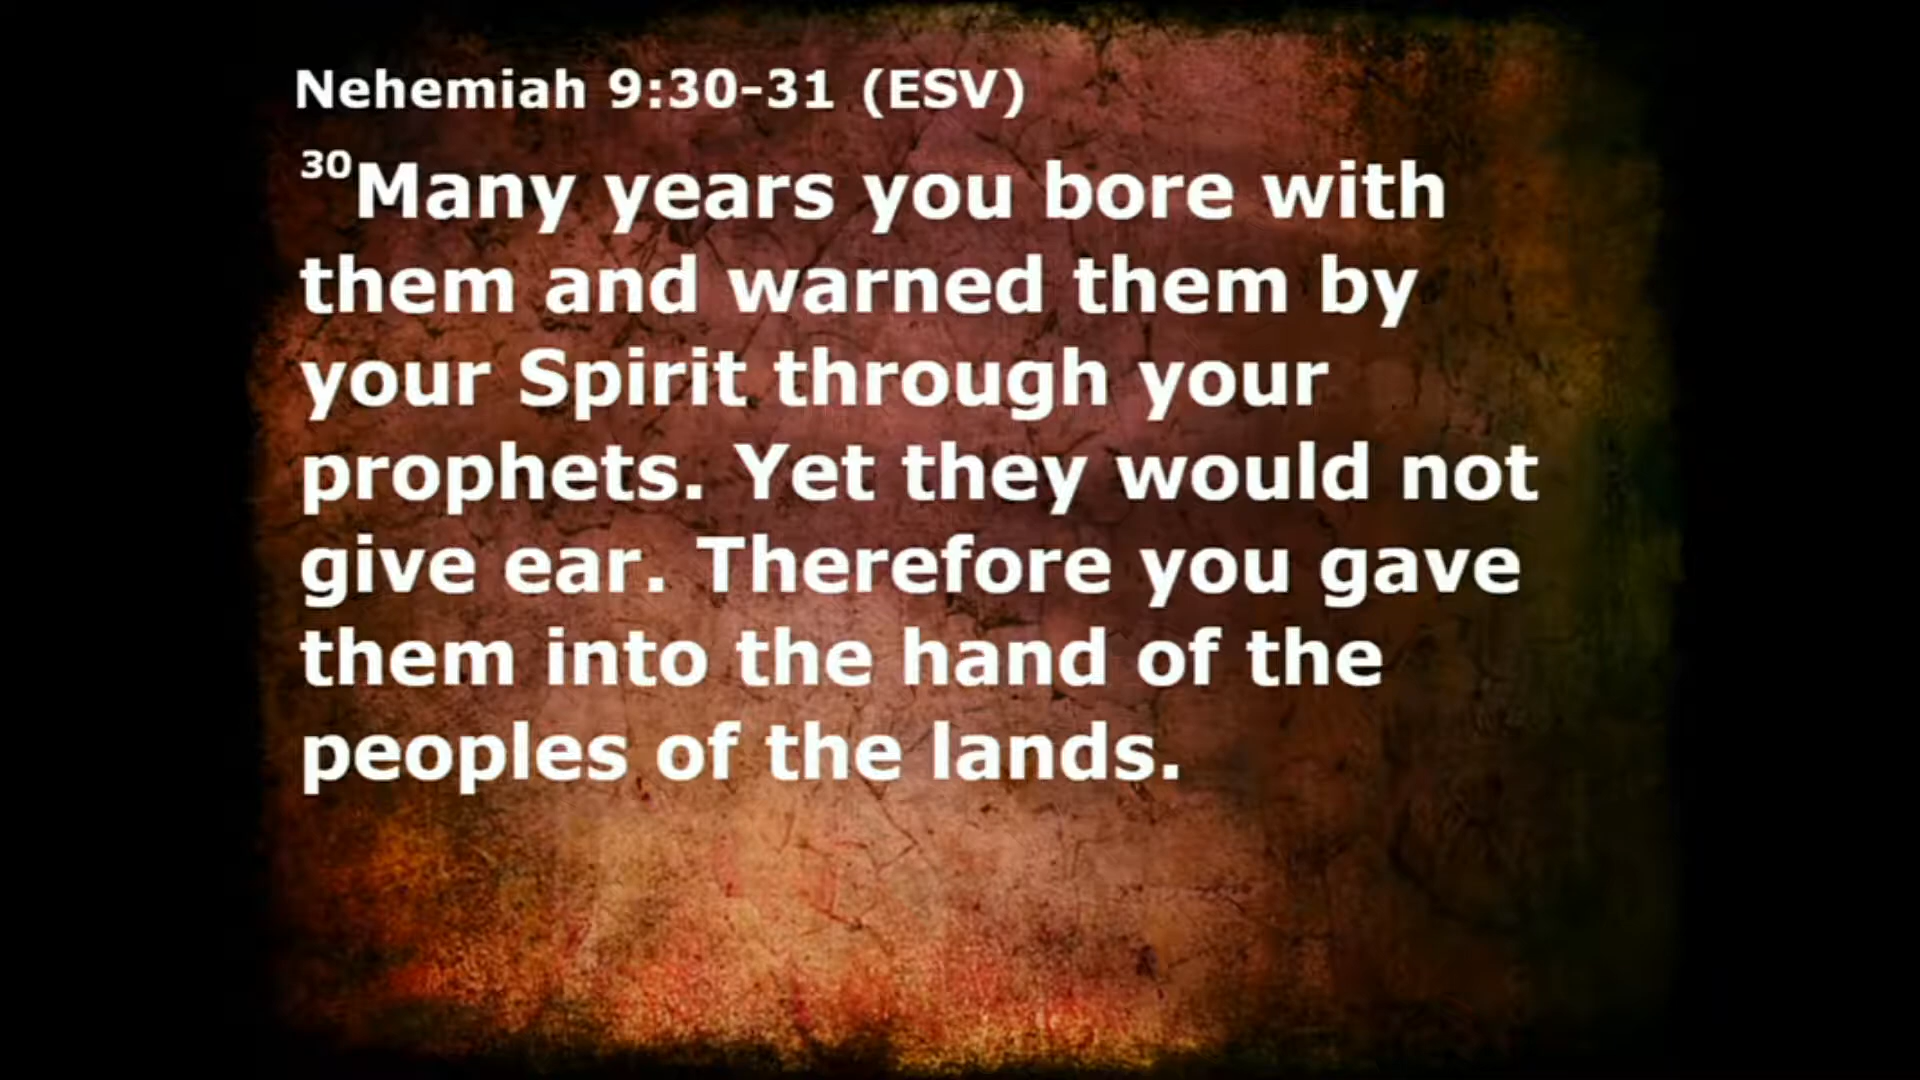 Nehemiah 9:30-31 (ESV)
30Many years you bore with
them and warned them by
your Spirit through your
prophets. Yet they would not
give ear. Therefore you gave
them into the hand of the
peoples of the lands.